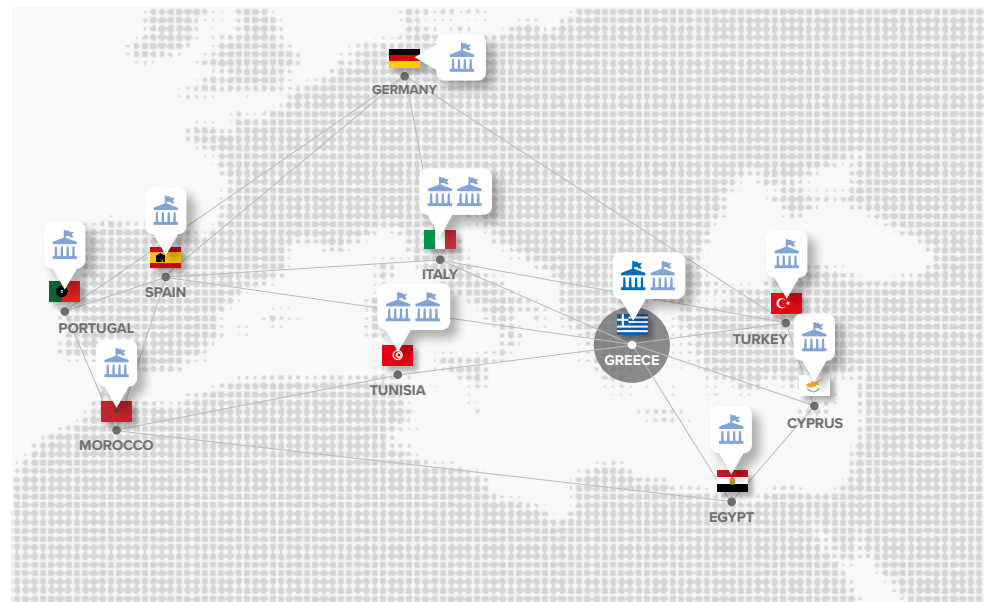 GERMANY
ITALY
SPAIN
PORTUGAL
TURKEY
GREECE
TUNISIA
CYPRUS
MOROCCO
EGYPT